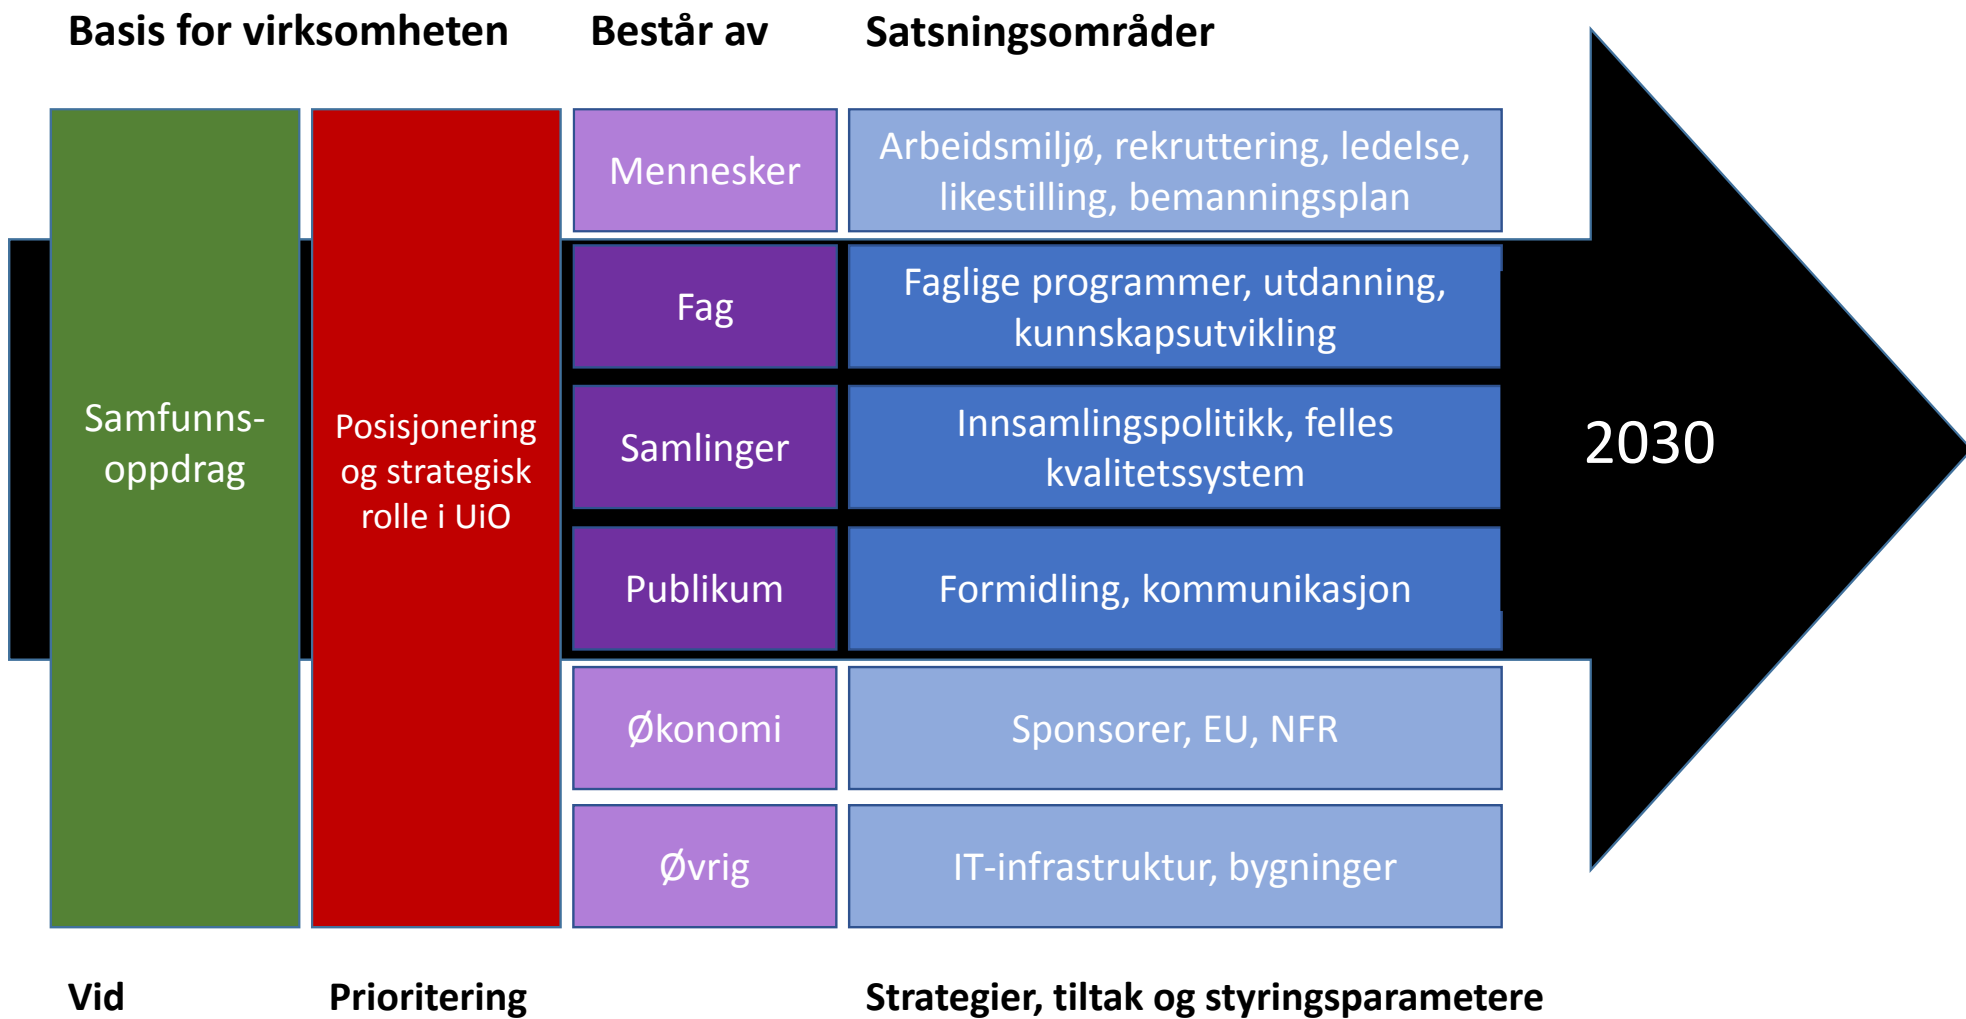 Basis for virksomheten
Består av
Satsningsområder
Samfunns-
oppdrag
Posisjonering
og strategisk
rolle i UiO
Mennesker
Arbeidsmiljø, rekruttering, ledelse,
likestilling, bemanningsplan
Fag
Faglige programmer, utdanning,
kunnskapsutvikling
Samlinger
Innsamlingspolitikk, felles
kvalitetssystem
Publikum
Formidling, kommunikasjon
Økonomi
Sponsorer, EU, NFR
Øvrig
IT-infrastruktur, bygninger
2030
Vid
Prioritering
Strategier, tiltak og styringsparametere